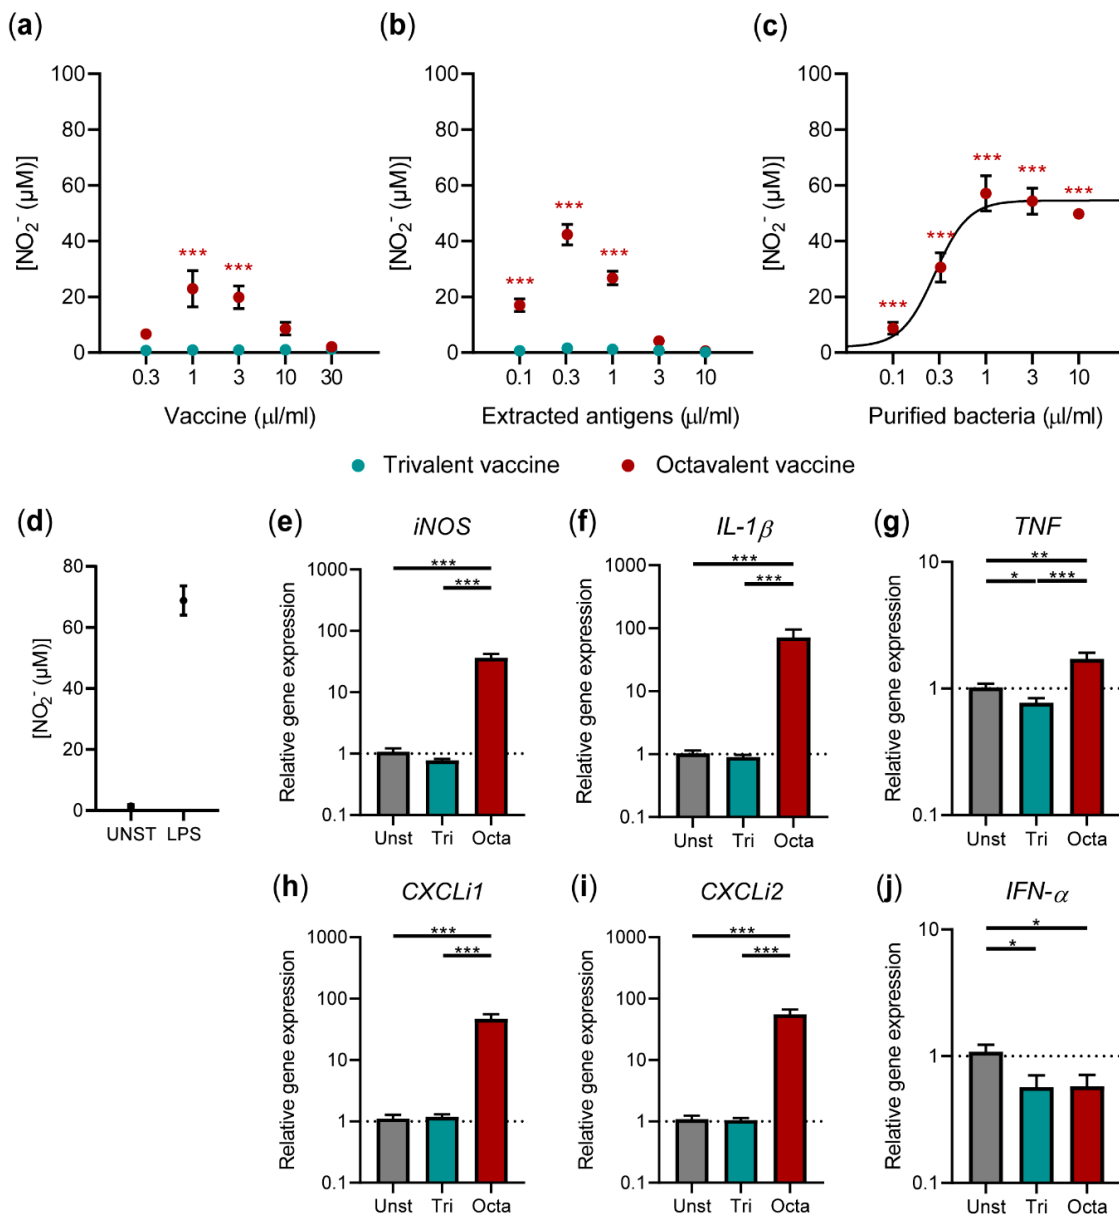 (a)
100
80
60
40
20
0
[NO₂⁻ (µM)]
***
***
0.3 1 3 10 30
Vaccine (µl/ml)
(b)
100
80
60
40
20
0
[NO₂⁻ (µM)]
***
***
***
0.1 0.3 1 3 10
Extracted antigens (µl/ml)
(c)
100
80
60
40
20
0
[NO₂⁻ (µM)]
***
***
***
***
***
0.1 0.3 1 3 10
Purified bacteria (µl/ml)
Trivalent vaccine
Octavalent vaccine
(d)
80
60
40
20
0
[NO₂⁻ (µM)]
UNST LPS
(e)
iNOS
***
***
1000
100
10
1
0.1
Relative gene expression
Unst Tri Octa
(f)
IL-1β
***
***
1000
100
10
1
0.1
Relative gene expression
Unst Tri Octa
(g)
TNF
**
* ***
10
1
0.1
Relative gene expression
Unst Tri Octa
(h)
CXCLi1
***
***
1000
100
10
1
0.1
Relative gene expression
Unst Tri Octa
(i)
CXCLi2
***
***
1000
100
10
1
0.1
Relative gene expression
Unst Tri Octa
(j)
IFN-α
*
*
10
1
0.1
Relative gene expression
Unst Tri Octa